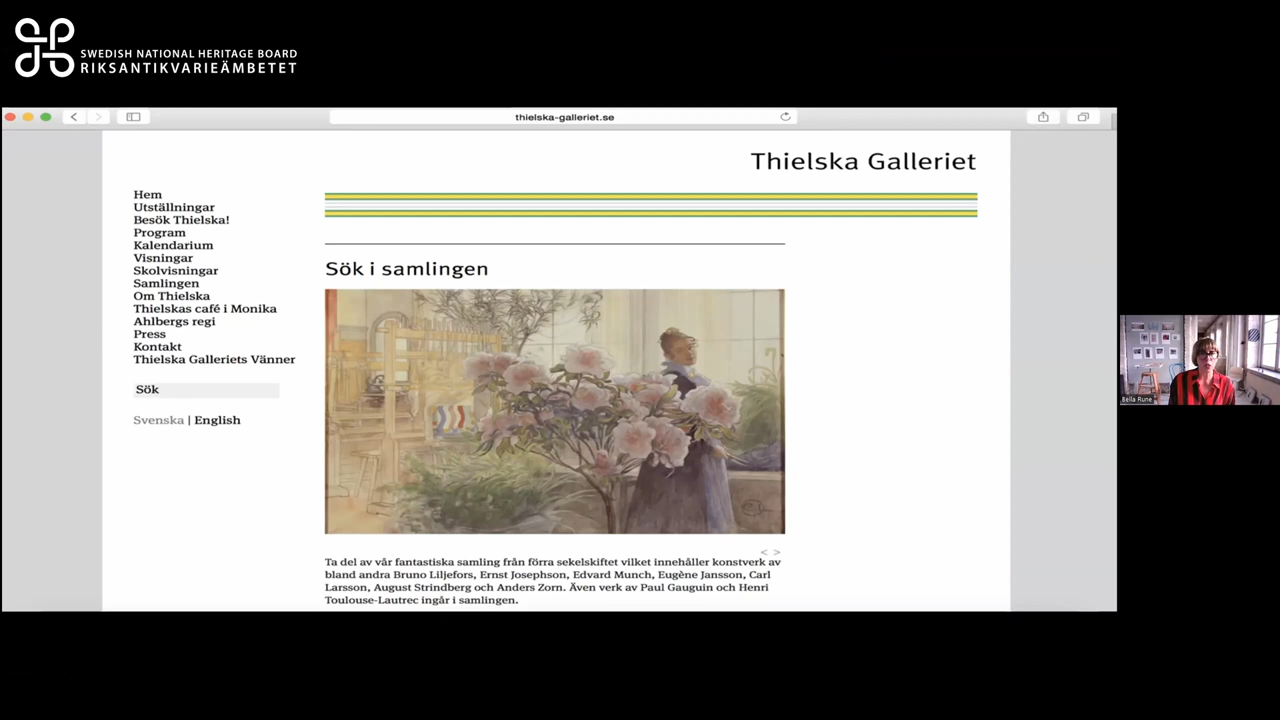 SWEDISH NATIONAL HERITAGE BOARD
RIKSANTIKVARIEÄMBETET
thielska-galleriet.se
Thielska Galleriet
Hem
Utställningar
Besök Thielska!
Program
Kalendarium
Visningar
Skolvisningar
Samlingen
Om Thielska
Thielskas café i Monika
Ahlbergs regi
Press
Kontakt
Thielska Galleriets Vänner
Sök
Svenska | English
Sök i samlingen
< >
Ta del av vår fantastiska samling från förra sekelskiftet vilket innehåller konstverk av
bland andra Bruno Liljefors, Ernst Josephson, Edvard Munch, Eugène Jansson, Carl
Larsson, August Strindberg och Anders Zorn. Även verk av Paul Gauguin och Henri
Toulouse-Lautrec ingår i samlingen.
Bella Rune